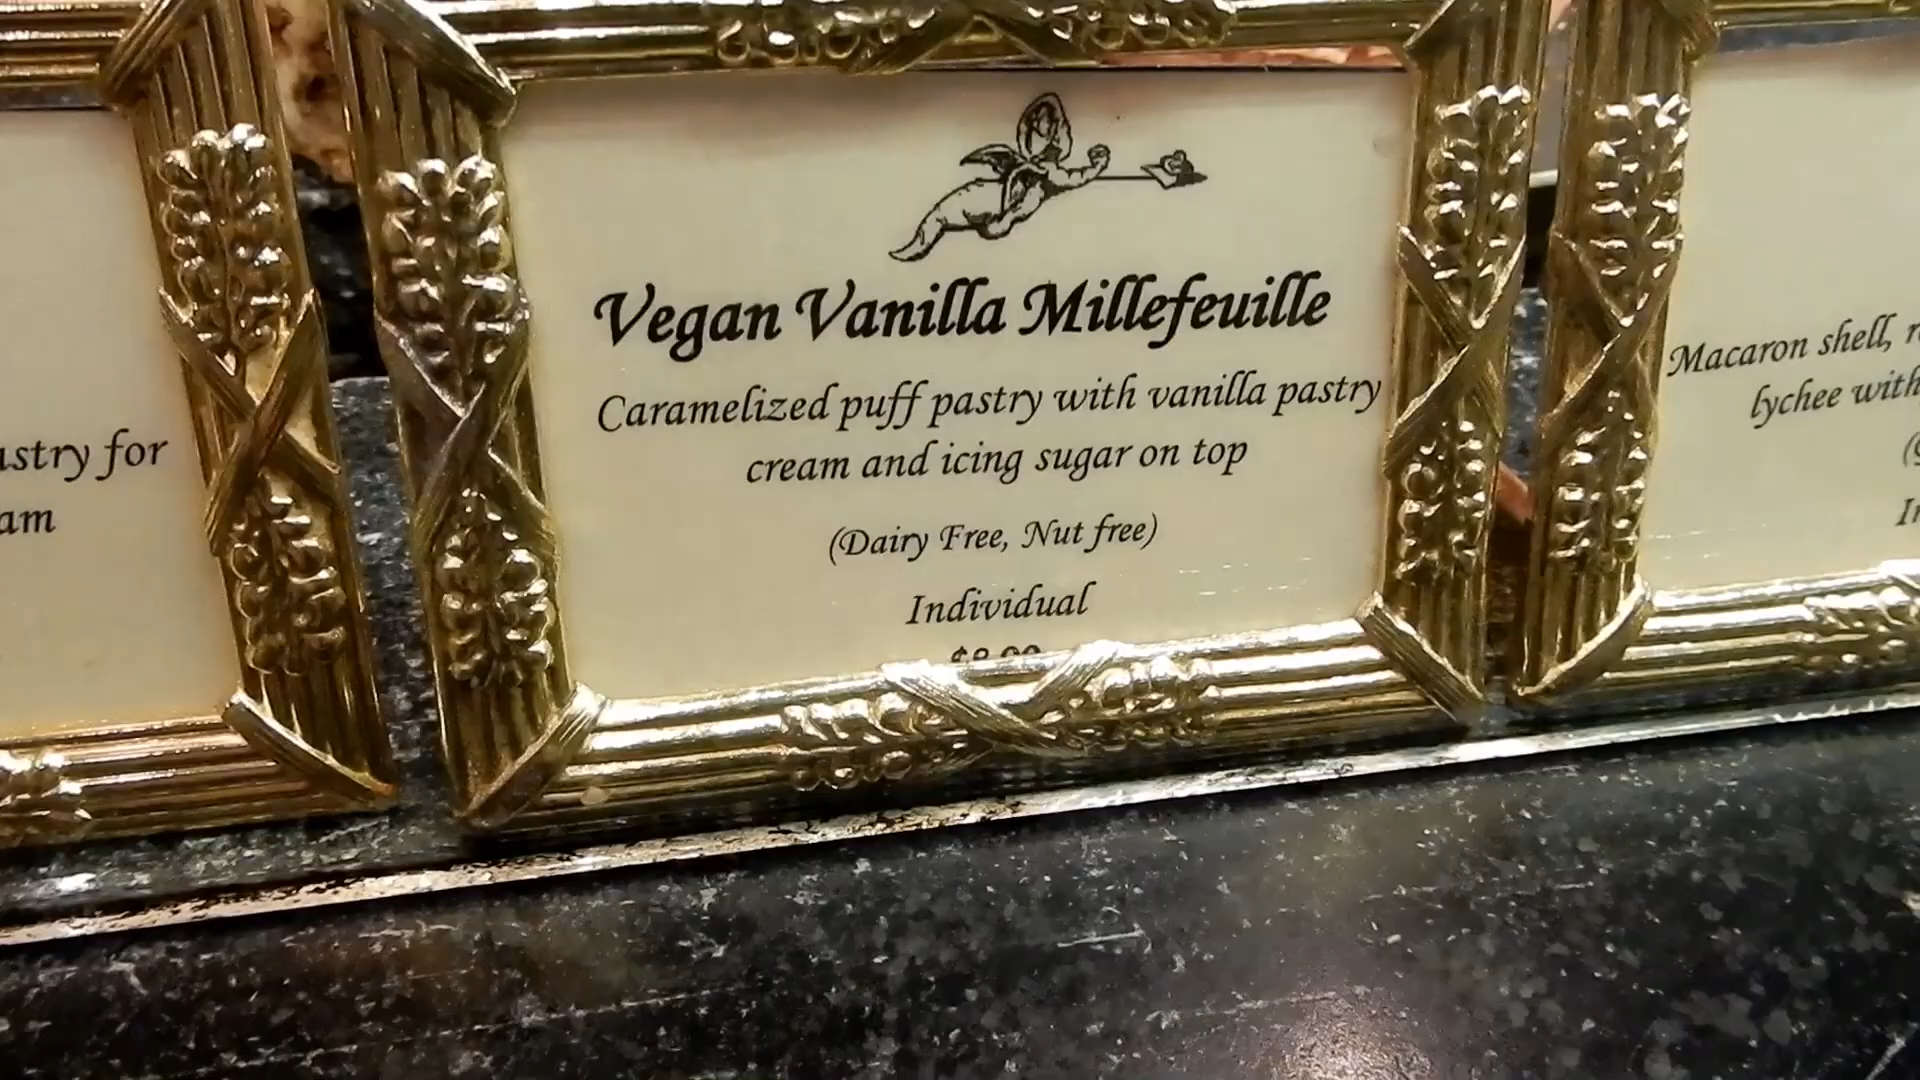 astry for
am
Vegan Vanilla Millefeuille
Caramelized puff pastry with vanilla pastry
cream and icing sugar on top
(Dairy Free, Nut free)
Individual
Macaron shell,
lychee with